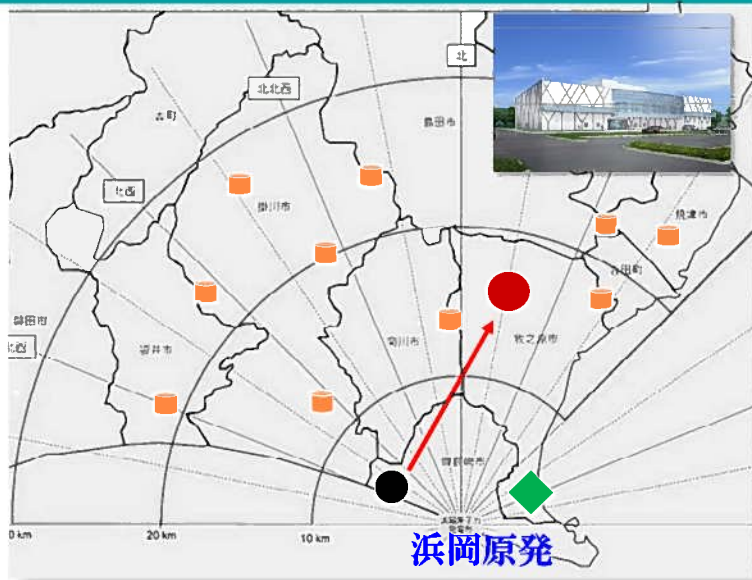 北
北北西
島田市
森町
北西
掛川市
焼津市
吉田町
磐田市
袋井市
菊川市
牧之原市
御前崎市
0 km
20 km
10 km
浜岡原発